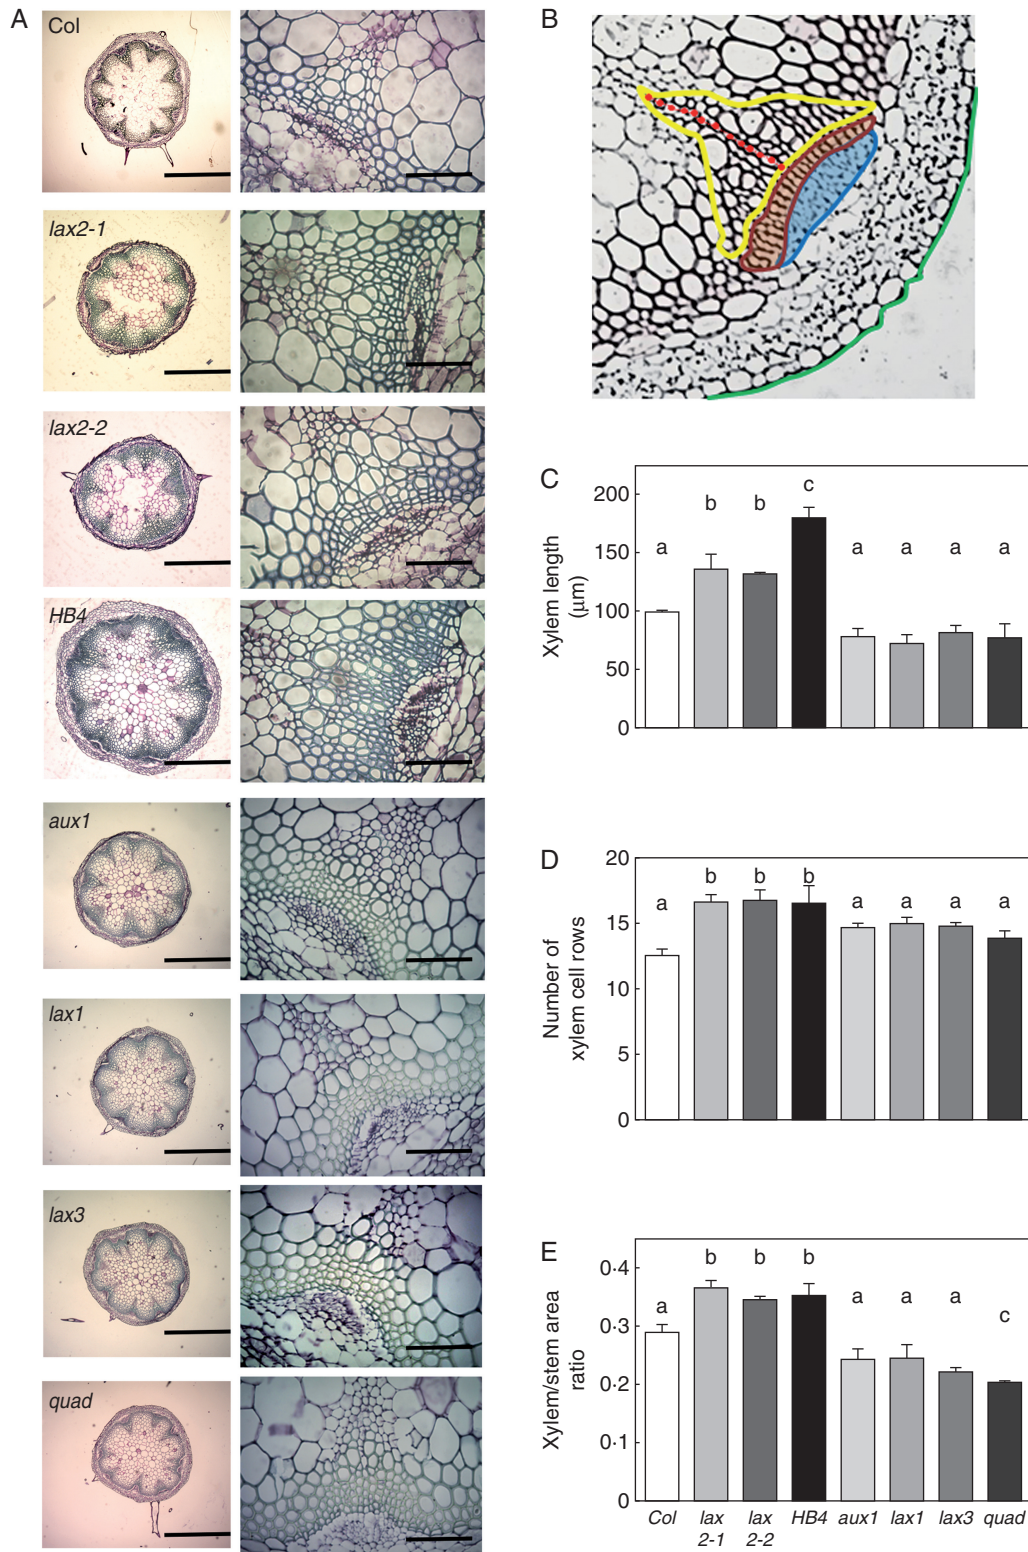 A
Col
lax2-1
lax2-2
HB4
aux1
lax1
lax3
quad
B
C
Xylem length
(μm)
200
150
100
50
0
a
b
b
c
a
a
a
a
D
Number of
xylem cell rows
20
15
10
5
0
a
b
b
b
a
a
a
a
E
Xylem/stem area
ratio
0·4
0·3
0·2
0·1
0
a
b
b
b
a
a
a
c
Col
lax
2-1
lax
2-2
HB4
aux1
lax1
lax3
quad